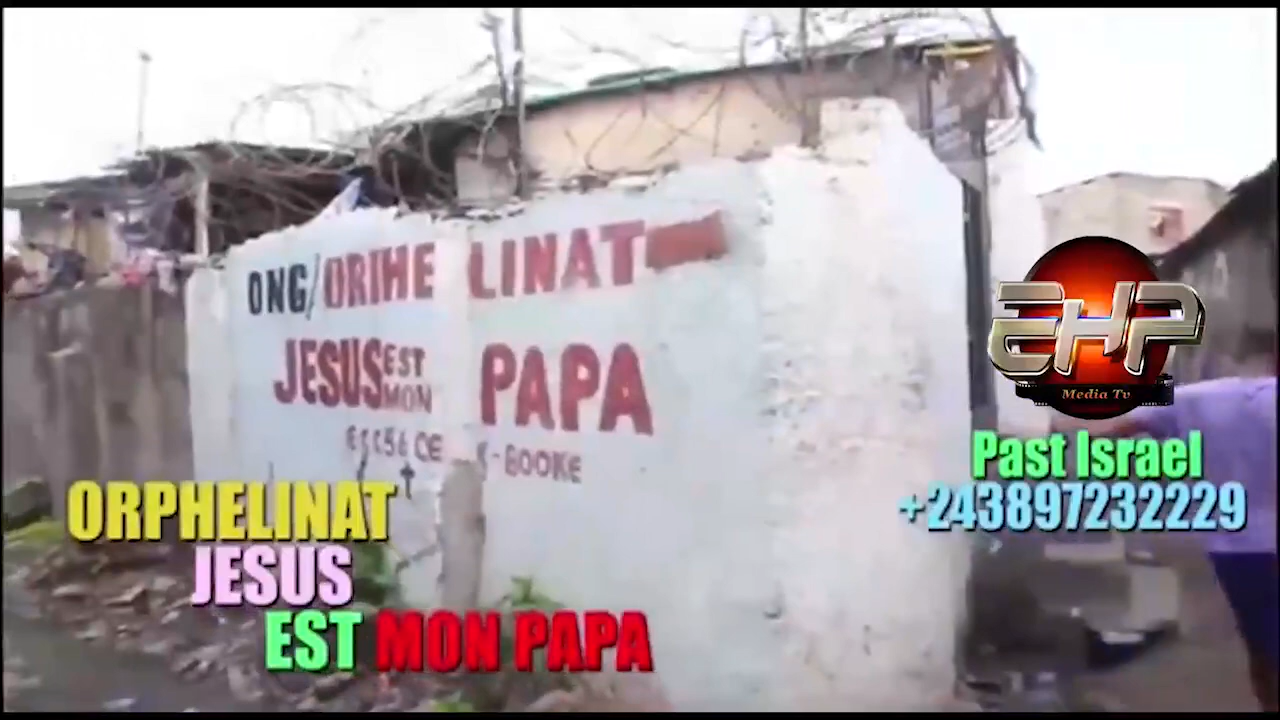 ONG/ORIHE LINAT
JESUS EST MON PAPA
EHP
Media Tv
Past Israel
+243897232229
ORPHELINAT
JESUS
EST MON PAPA